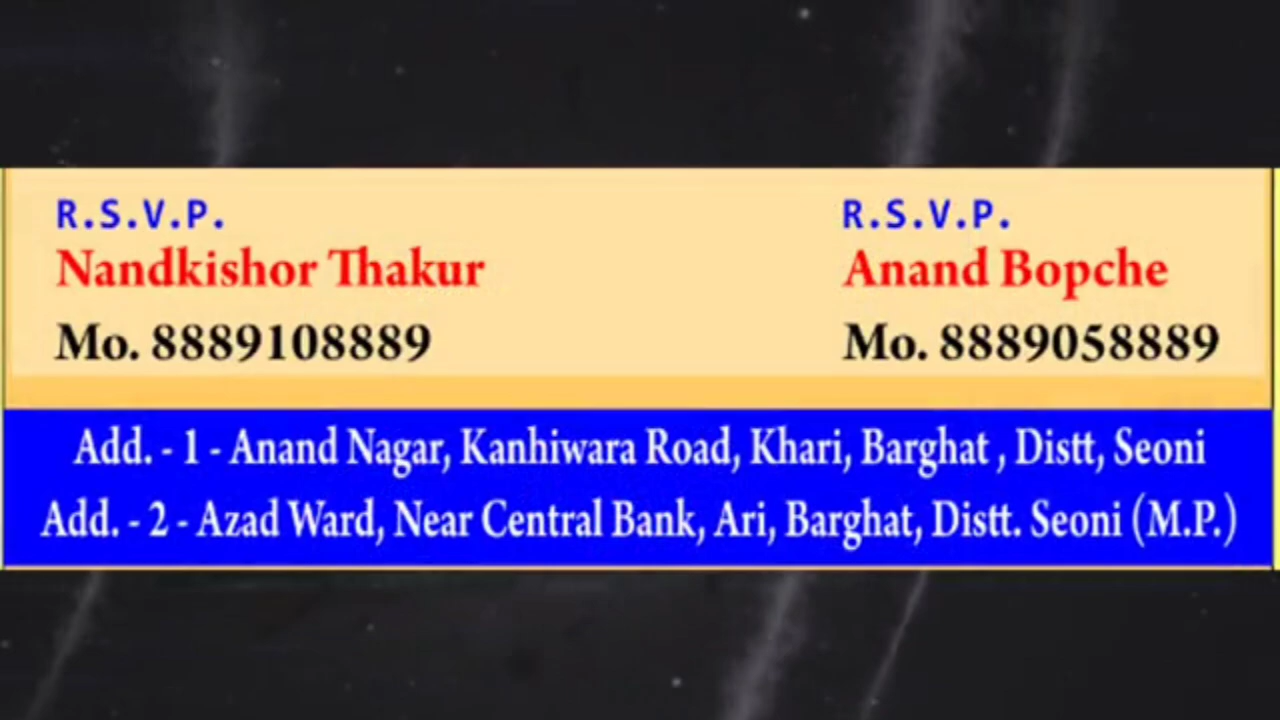 R.S.V.P.
Nandkishor Thakur
Mo. 8889108889
R.S.V.P.
Anand Bopche
Mo. 8889058889
Add. - 1 - Anand Nagar, Kanhiwara Road, Khari, Barghat , Distt, Seoni
Add. - 2 - Azad Ward, Near Central Bank, Ari, Barghat, Distt. Seoni (M.P.)